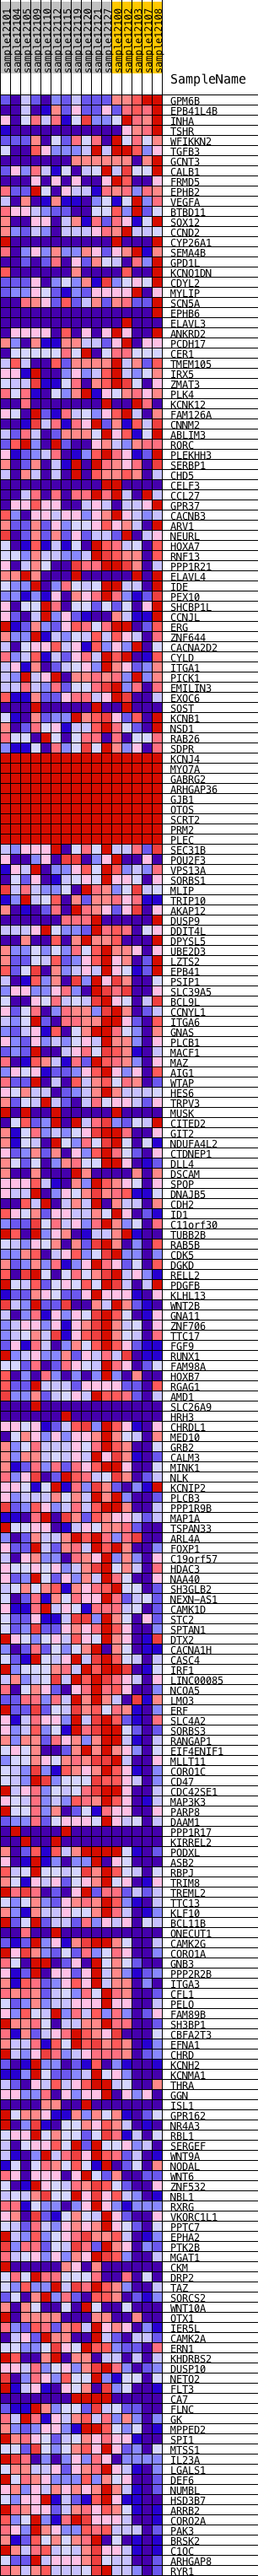 sample12101
sample12104
sample12109
sample12110
sample12115
sample12119
sample12120
sample12121
sample12127
sample12100
sample12102
sample12103
sample12107
sample12108
SampleName
GPM6B
EPB41L4B
INHA
TSHR
WFIKKN2
TGFB3
GCNT3
CALB1
FRMD5
EPHB2
VEGFA
BTBD11
SOX12
CCND2
CYP26A1
SEMA4B
GPD1L
KCNQ1DN
CDYL2
MYLIP
SCN5A
EPHB6
ELAVL3
ANKRD2
PCDH17
CER1
TMEM105
IRX5
ZMAT3
PLK4
KCNK12
FAM126A
CNNM2
ABLIM3
RORC
PLEKHH3
SERBP1
CHD5
CELF3
CCL27
GPR37
CACNB3
ARV1
NEURL
HOXA7
RNF13
PPP1R21
ELAVL4
IDE
PEX10
SHCBP1L
CCNJL
ERG
ZNF644
CACNA2D2
CYLD
ITGA1
PICK1
EMILIN3
EXOC6
SOST
KCNB1
NSD1
RAB26
SDPR
KCNJ4
MYO7A
GABRG2
ARHGAP36
GJB1
OTOS
SCRT2
PRM2
PLEC
SEC31B
POU2F3
VPS13A
SORBS1
MLIP
TRIP10
AKAP12
DUSP9
DDIT4L
DPYSL5
UBE2D3
LZTS2
EPB41
PSIP1
SLC39A5
BCL9L
CCNYL1
ITGA6
GNAS
PLCB1
MACF1
MAZ
AIG1
WTAP
HES6
TRPV3
MUSK
CITED2
GIT2
NDUFA4L2
CTDNEP1
DLL4
DSCAM
SPOP
DNAJB5
CDH2
ID1
C11orf30
TUBB2B
RAB5B
CDK5
DGKD
RELL2
PDGFB
KLHL13
WNT2B
GNA11
ZNF706
TTC17
FGF9
RUNX1
FAM98A
HOXB7
RGAG1
AMD1
SLC26A9
HRH3
CHRDL1
MED10
GRB2
CALM3
MINK1
NLK
KCNIP2
PLCB3
PPP1R9B
MAP1A
TSPAN33
ARL4A
FOXP1
C19orf57
HDAC3
NAA40
SH3GLB2
NEXN-AS1
CAMK1D
STC2
SPTAN1
DTX2
CACNA1H
CASC4
IRF1
LINC00085
NCOA5
LMO3
ERF
SLC4A2
SORBS3
RANGAP1
EIF4ENIF1
MLLT11
CORO1C
CD47
CDC42SE1
MAP3K3
PARP8
DAAM1
PPP1R17
KIRREL2
PODXL
ASB2
RBPJ
TRIM8
TREML2
TTC13
KLF10
BCL11B
ONECUT1
CAMK2G
CORO1A
GNB3
PPP2R2B
ITGA3
CFL1
PELO
FAM89B
SH3BP1
CBFA2T3
EFNA1
CHRD
KCNH2
KCNMA1
THRA
GGN
ISL1
GPR162
NR4A3
RBL1
SERGEF
WNT9A
NODAL
WNT6
ZNF532
NBL1
RXRG
VKORC1L1
PPTC7
EPHA2
PTK2B
MGAT1
CKM
DRP2
TAZ
SORCS2
WNT10A
OTX1
IER5L
CAMK2A
ERN1
KHDRBS2
DUSP10
NETO2
FLT3
CA7
FLNC
GK
MPPED2
SPI1
MTSS1
IL23A
LGALS1
DEF6
NUMBL
HSD3B7
ARRB2
CORO2A
PAK3
BRSK2
C1QC
ARHGAP8
RYR1